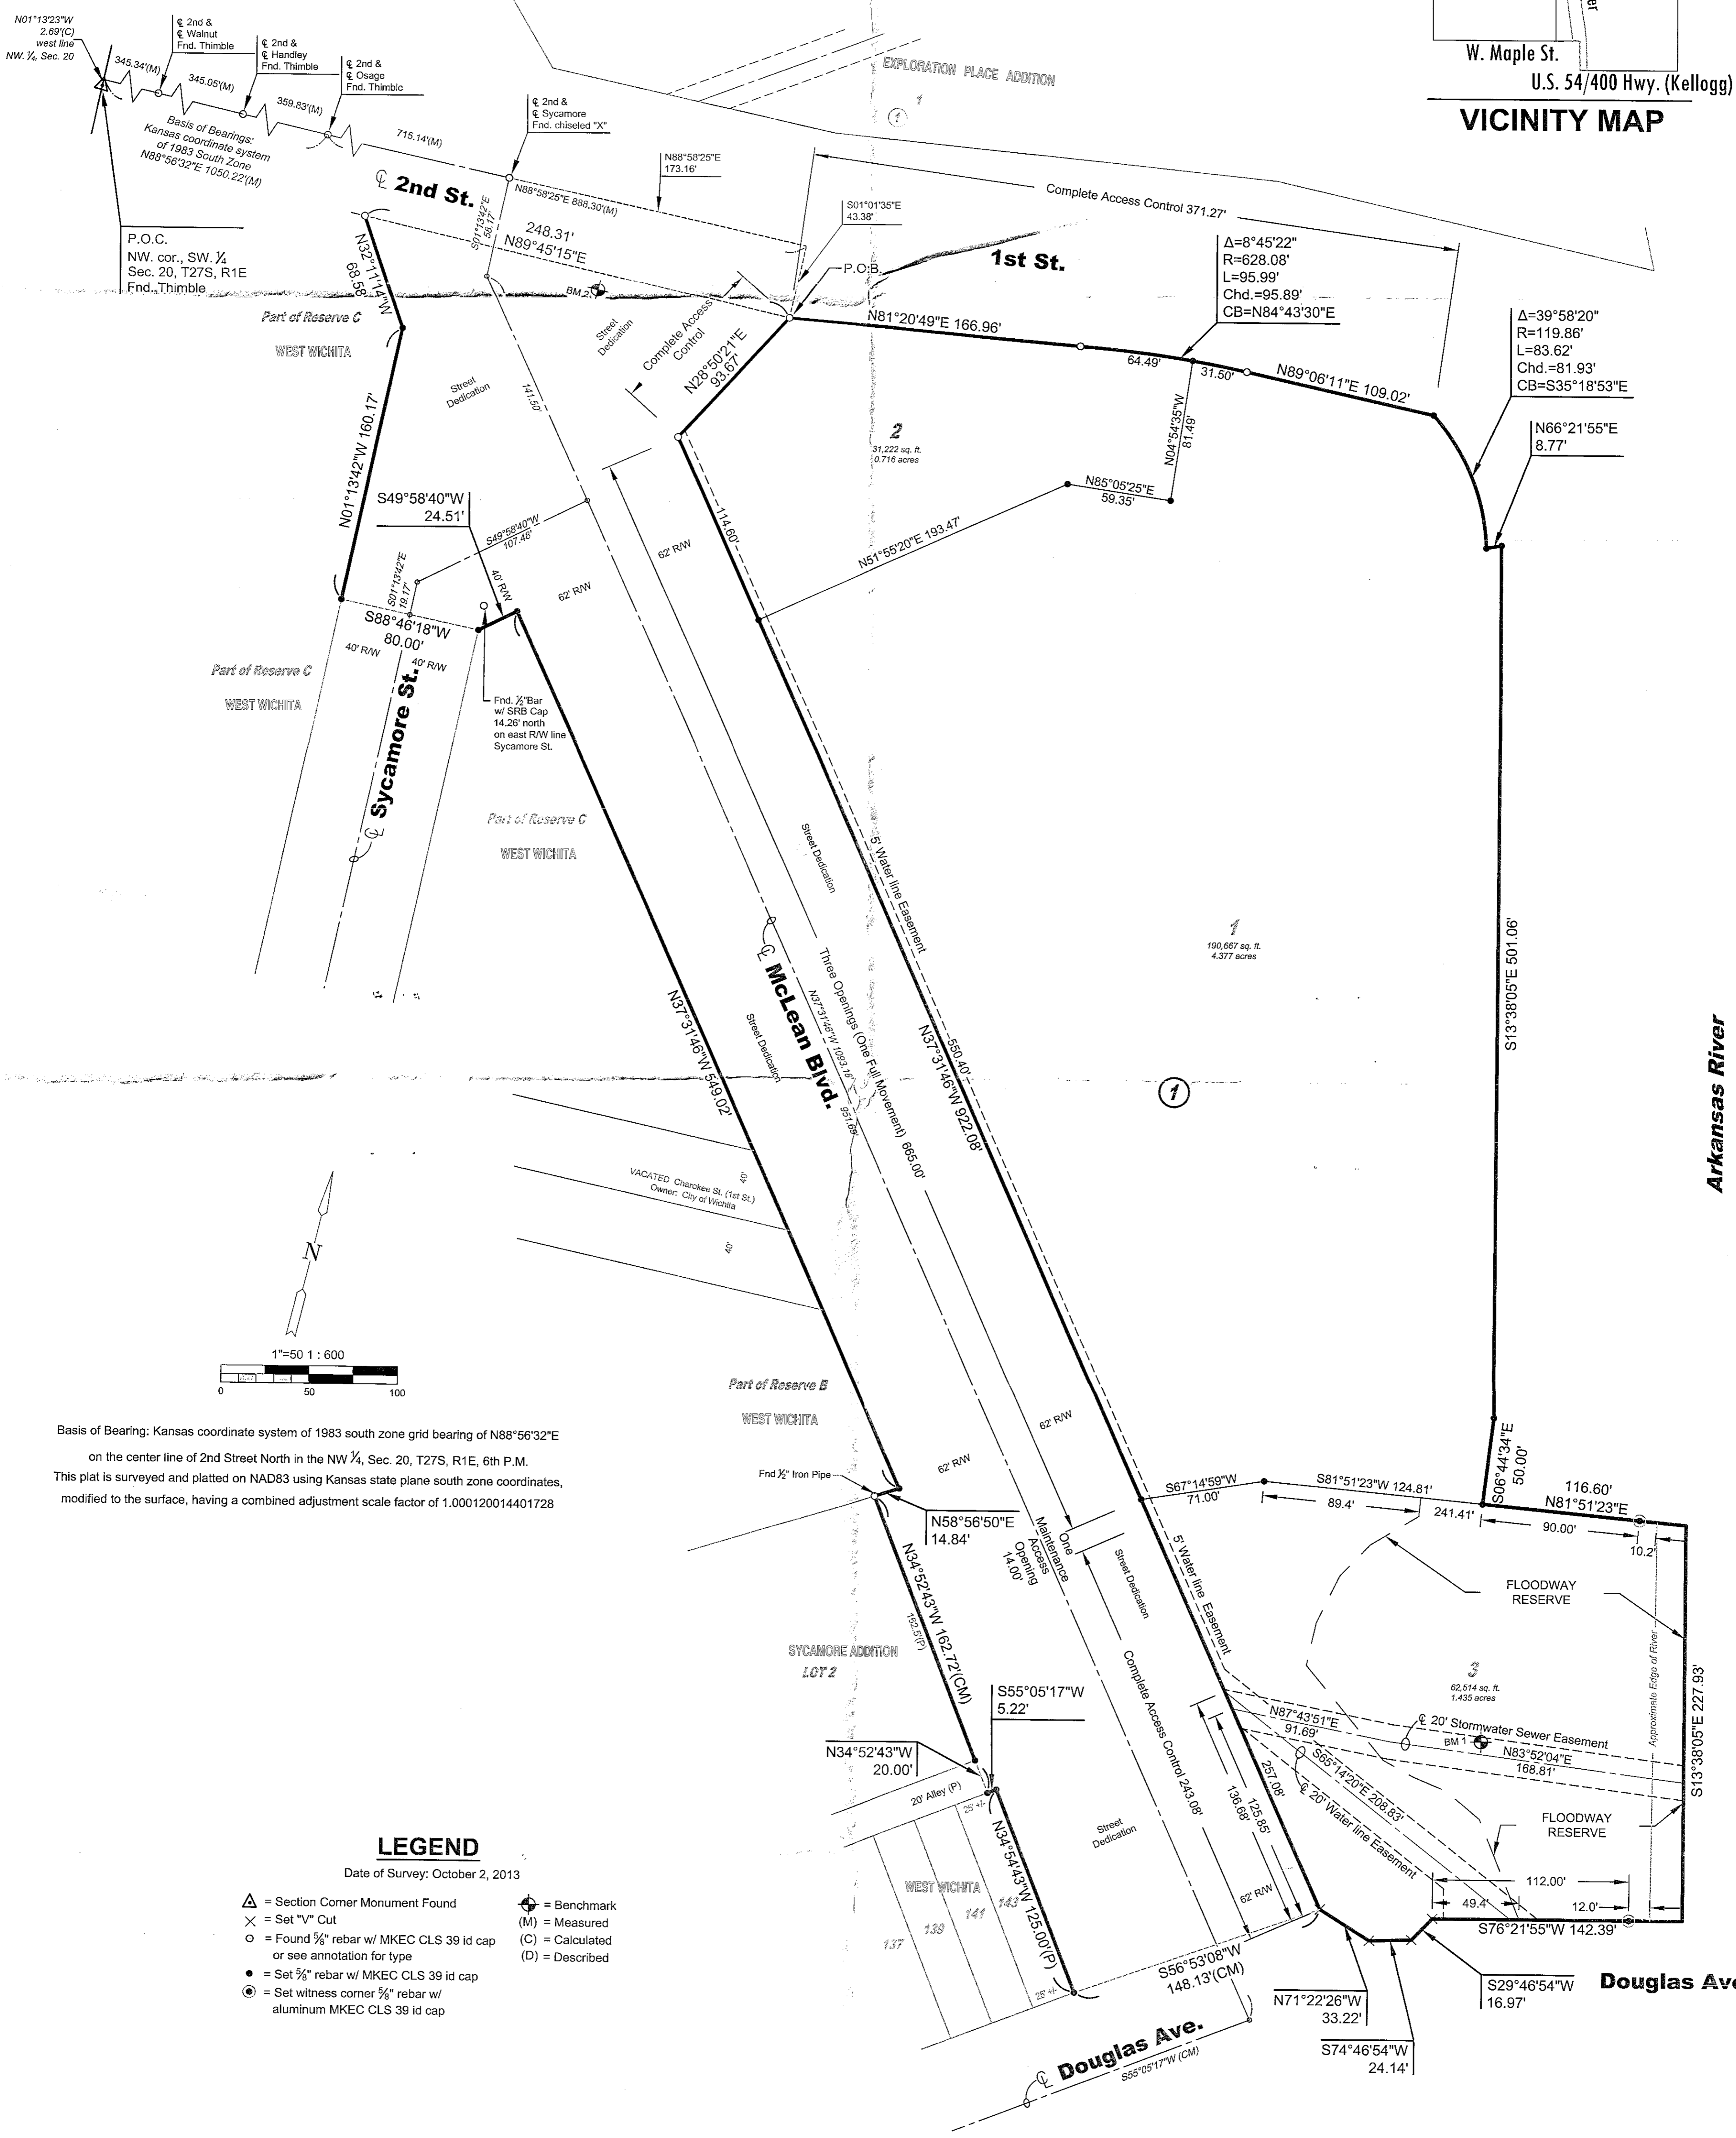 N01°13'23"W
2.69'(C)
west line
NW. ¼, Sec. 20
345.34'(M)
℄ 2nd &
℄ Walnut
Fnd. Thimble
345.05'(M)
℄ 2nd &
℄ Handley
Fnd. Thimble
359.83'(M)
℄ 2nd &
℄ Osage
Fnd. Thimble
715.14'(M)
Basis of Bearings:
Kansas coordinate system
of 1983 South Zone
N88°56'32"E 1050.22'(M)
℄ 2nd &
℄ Sycamore
Fnd. chiseled "X"
EXPLORATION PLACE ADDITION
1
1
W. Maple St.
U.S. 54/400 Hwy. (Kellogg)
VICINITY MAP
℄ 2nd St.
N88°58'25"E 888.30'(M)
N88°58'25"E
173.16'
S01°13'42"E
58.17'
248.31'
N89°45'15"E
S01°01'35"E
43.38'
Complete Access Control 371.27'
P.O.C.
NW. cor., SW. ¼
Sec. 20, T27S, R1E
Fnd. Thimble
N32°11'14"W
68.58'
BM 2
P.O.B.
1st St.
Δ=8°45'22"
R=628.08'
L=95.99'
Chd.=95.89'
CB=N84°43'30"E
Δ=39°58'20"
R=119.86'
L=83.62'
Chd.=81.93'
CB=S35°18'53"E
Part of Reserve C
WEST WICHITA
Street
Dedication
Street
Dedication
141.50'
Complete Access
Control
N28°50'21"E
93.67'
N81°20'49"E 166.96'
64.49'
31.50'
N89°06'11"E 109.02'
N66°21'55"E
8.77'
N01°13'42"W 160.17'
2
31,222 sq. ft.
0.716 acres
N04°54'35"W
81.49'
N85°05'25"E
59.35'
N51°55'20"E 193.47'
114.60'
S49°58'40"W
24.51'
S49°58'40"W
107.48'
S01°13'42"E
19.17'
40' R/W
62' R/W
62' R/W
S88°46'18"W
80.00'
40' R/W
40' R/W
Part of Reserve C
WEST WICHITA
℄ Sycamore St.
Fnd. ½"Bar
w/ SRB Cap
14.26' north
on east R/W line
Sycamore St.
Part of Reserve C
WEST WICHITA
Street Dedication
5' Water line Easement
1
190,667 sq. ft.
4.377 acres
S13°38'05"E 501.06'
℄ McLean Blvd.
N37°31'46"W 1093.18'
951.69'
Three Openings (One Full Movement) 665.00'
N37°31'46"W 549.02'
Street Dedication
550.40'
N37°31'46"W 922.08'
1
Arkansas River
VACATED Charokee St. (1st St.)
Owner: City of Wichita
40'
40'
N
1"=50 1 : 600
0
50
100
Basis of Bearing: Kansas coordinate system of 1983 south zone grid bearing of N88°56'32"E
on the center line of 2nd Street North in the NW ¼, Sec. 20, T27S, R1E, 6th P.M.
This plat is surveyed and platted on NAD83 using Kansas state plane south zone coordinates,
modified to the surface, having a combined adjustment scale factor of 1.000120014401728
Part of Reserve B
WEST WICHITA
62' R/W
62' R/W
Fnd ½" Iron Pipe
N58°56'50"E
14.84'
One
Maintenance
Access
Opening
14.00'
S67°14'59"W
71.00'
S81°51'23"W 124.81'
89.4'
241.41'
S06°44'34"E
50.00'
116.60'
N81°51'23"E
90.00'
10.2'
FLOODWAY
RESERVE
N34°52'43"W 162.72'(CM)
162.5'(P)
Street Dedication
5' Water line Easement
SYCAMORE ADDITION
LOT 2
Complete Access Control 243.08'
3
62,514 sq. ft.
1.435 acres
Approximate Edge of River
S13°38'05"E 227.93'
S55°05'17"W
5.22'
N34°52'43"W
20.00'
20' Alley (P)
25' +/-
N87°43'51"E
91.69'
℄ 20' Stormwater Sewer Easement
BM 1
N83°52'04"E
168.81'
S65°14'20"E 208.83'
℄ 20' Water line Easement
257.08'
125.85'
136.68'
FLOODWAY
RESERVE
Street
Dedication
62' R/W
112.00'
49.4'
12.0'
S76°21'55"W 142.39'
N34°54'43"W 125.00'(P)
WEST WICHITA
137
139
141
143
25' +/-
S56°53'08"W
148.13'(CM)
N71°22'26"W
33.22'
S74°46'54"W
24.14'
S29°46'54"W
16.97'
Douglas Ave
℄ Douglas Ave.
S55°05'17"W (CM)
LEGEND
Date of Survey: October 2, 2013
= Section Corner Monument Found
= Set "V" Cut
= Found ⅝" rebar w/ MKEC CLS 39 id cap
or see annotation for type
= Set ⅝" rebar w/ MKEC CLS 39 id cap
= Set witness corner ⅝" rebar w/
aluminum MKEC CLS 39 id cap
= Benchmark
(M) = Measured
(C) = Calculated
(D) = Described